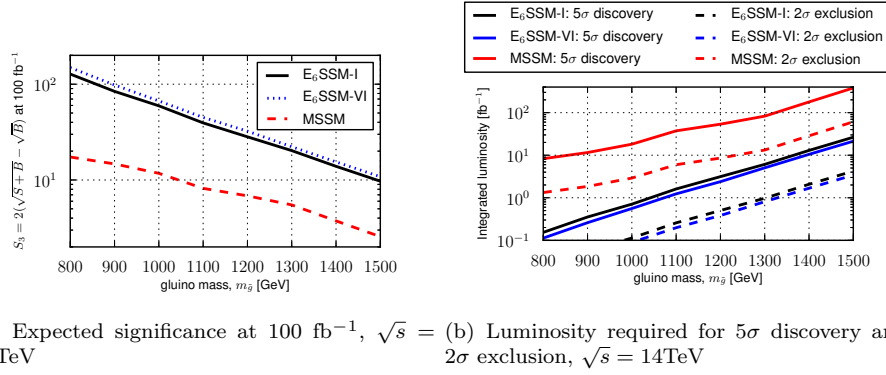 E₆SSM-I: 5σ discovery
E₆SSM-VI: 5σ discovery
MSSM: 5σ discovery
E₆SSM-I: 2σ exclusion
E₆SSM-VI: 2σ exclusion
MSSM: 2σ exclusion
S₃ = 2(√S + B − √B) at 100 fb⁻¹
10²
10¹
E₆SSM-I
E₆SSM-VI
MSSM
800 900 1000 1100 1200 1300 1400 1500
gluino mass, m_g̃ [GeV]
Integrated luminosity [fb⁻¹]
10²
10¹
10⁰
10⁻¹
800 900 1000 1100 1200 1300 1400 1500
gluino mass, m_g̃ [GeV]
Expected significance at 100 fb⁻¹, √s =
TeV
(b) Luminosity required for 5σ discovery
2σ exclusion, √s = 14TeV